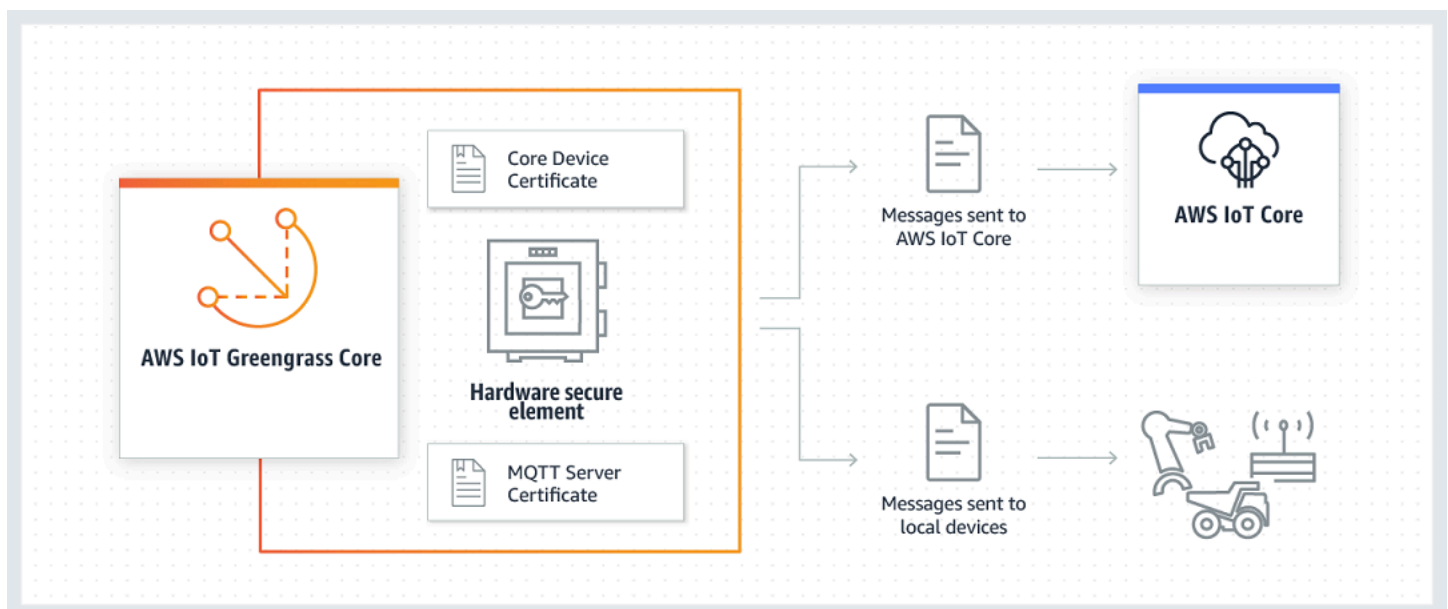 AWS IoT Greengrass Core
Core Device
Certificate
Hardware secure
element
MQTT Server
Certificate
Messages sent to
AWS IoT Core
AWS IoT Core
Messages sent to
local devices